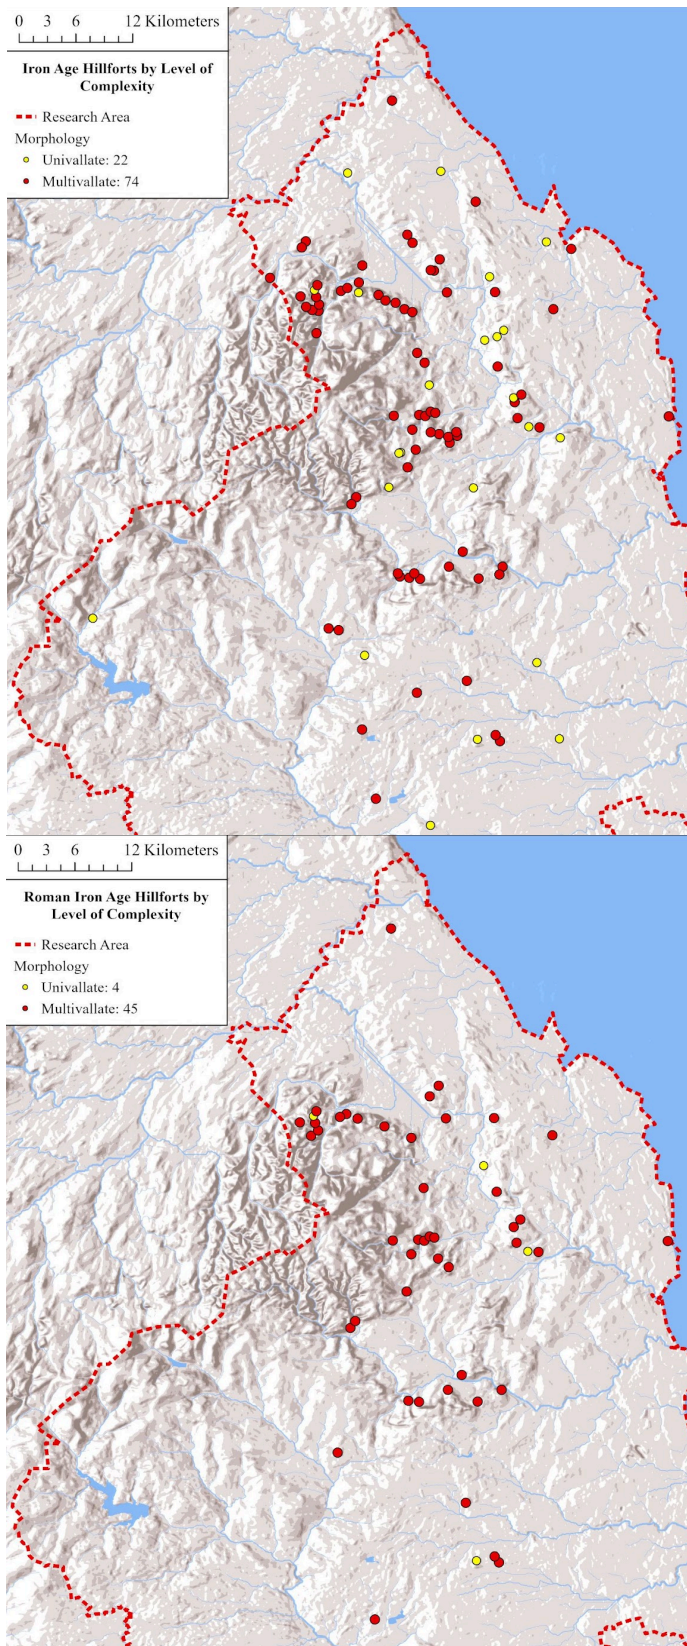 0 3 6 12 Kilometers
Iron Age Hillforts by Level of
Complexity
Research Area
Morphology
Univallate: 22
Multivallate: 74
0 3 6 12 Kilometers
Roman Iron Age Hillforts by
Level of Complexity
Research Area
Morphology
Univallate: 4
Multivallate: 45